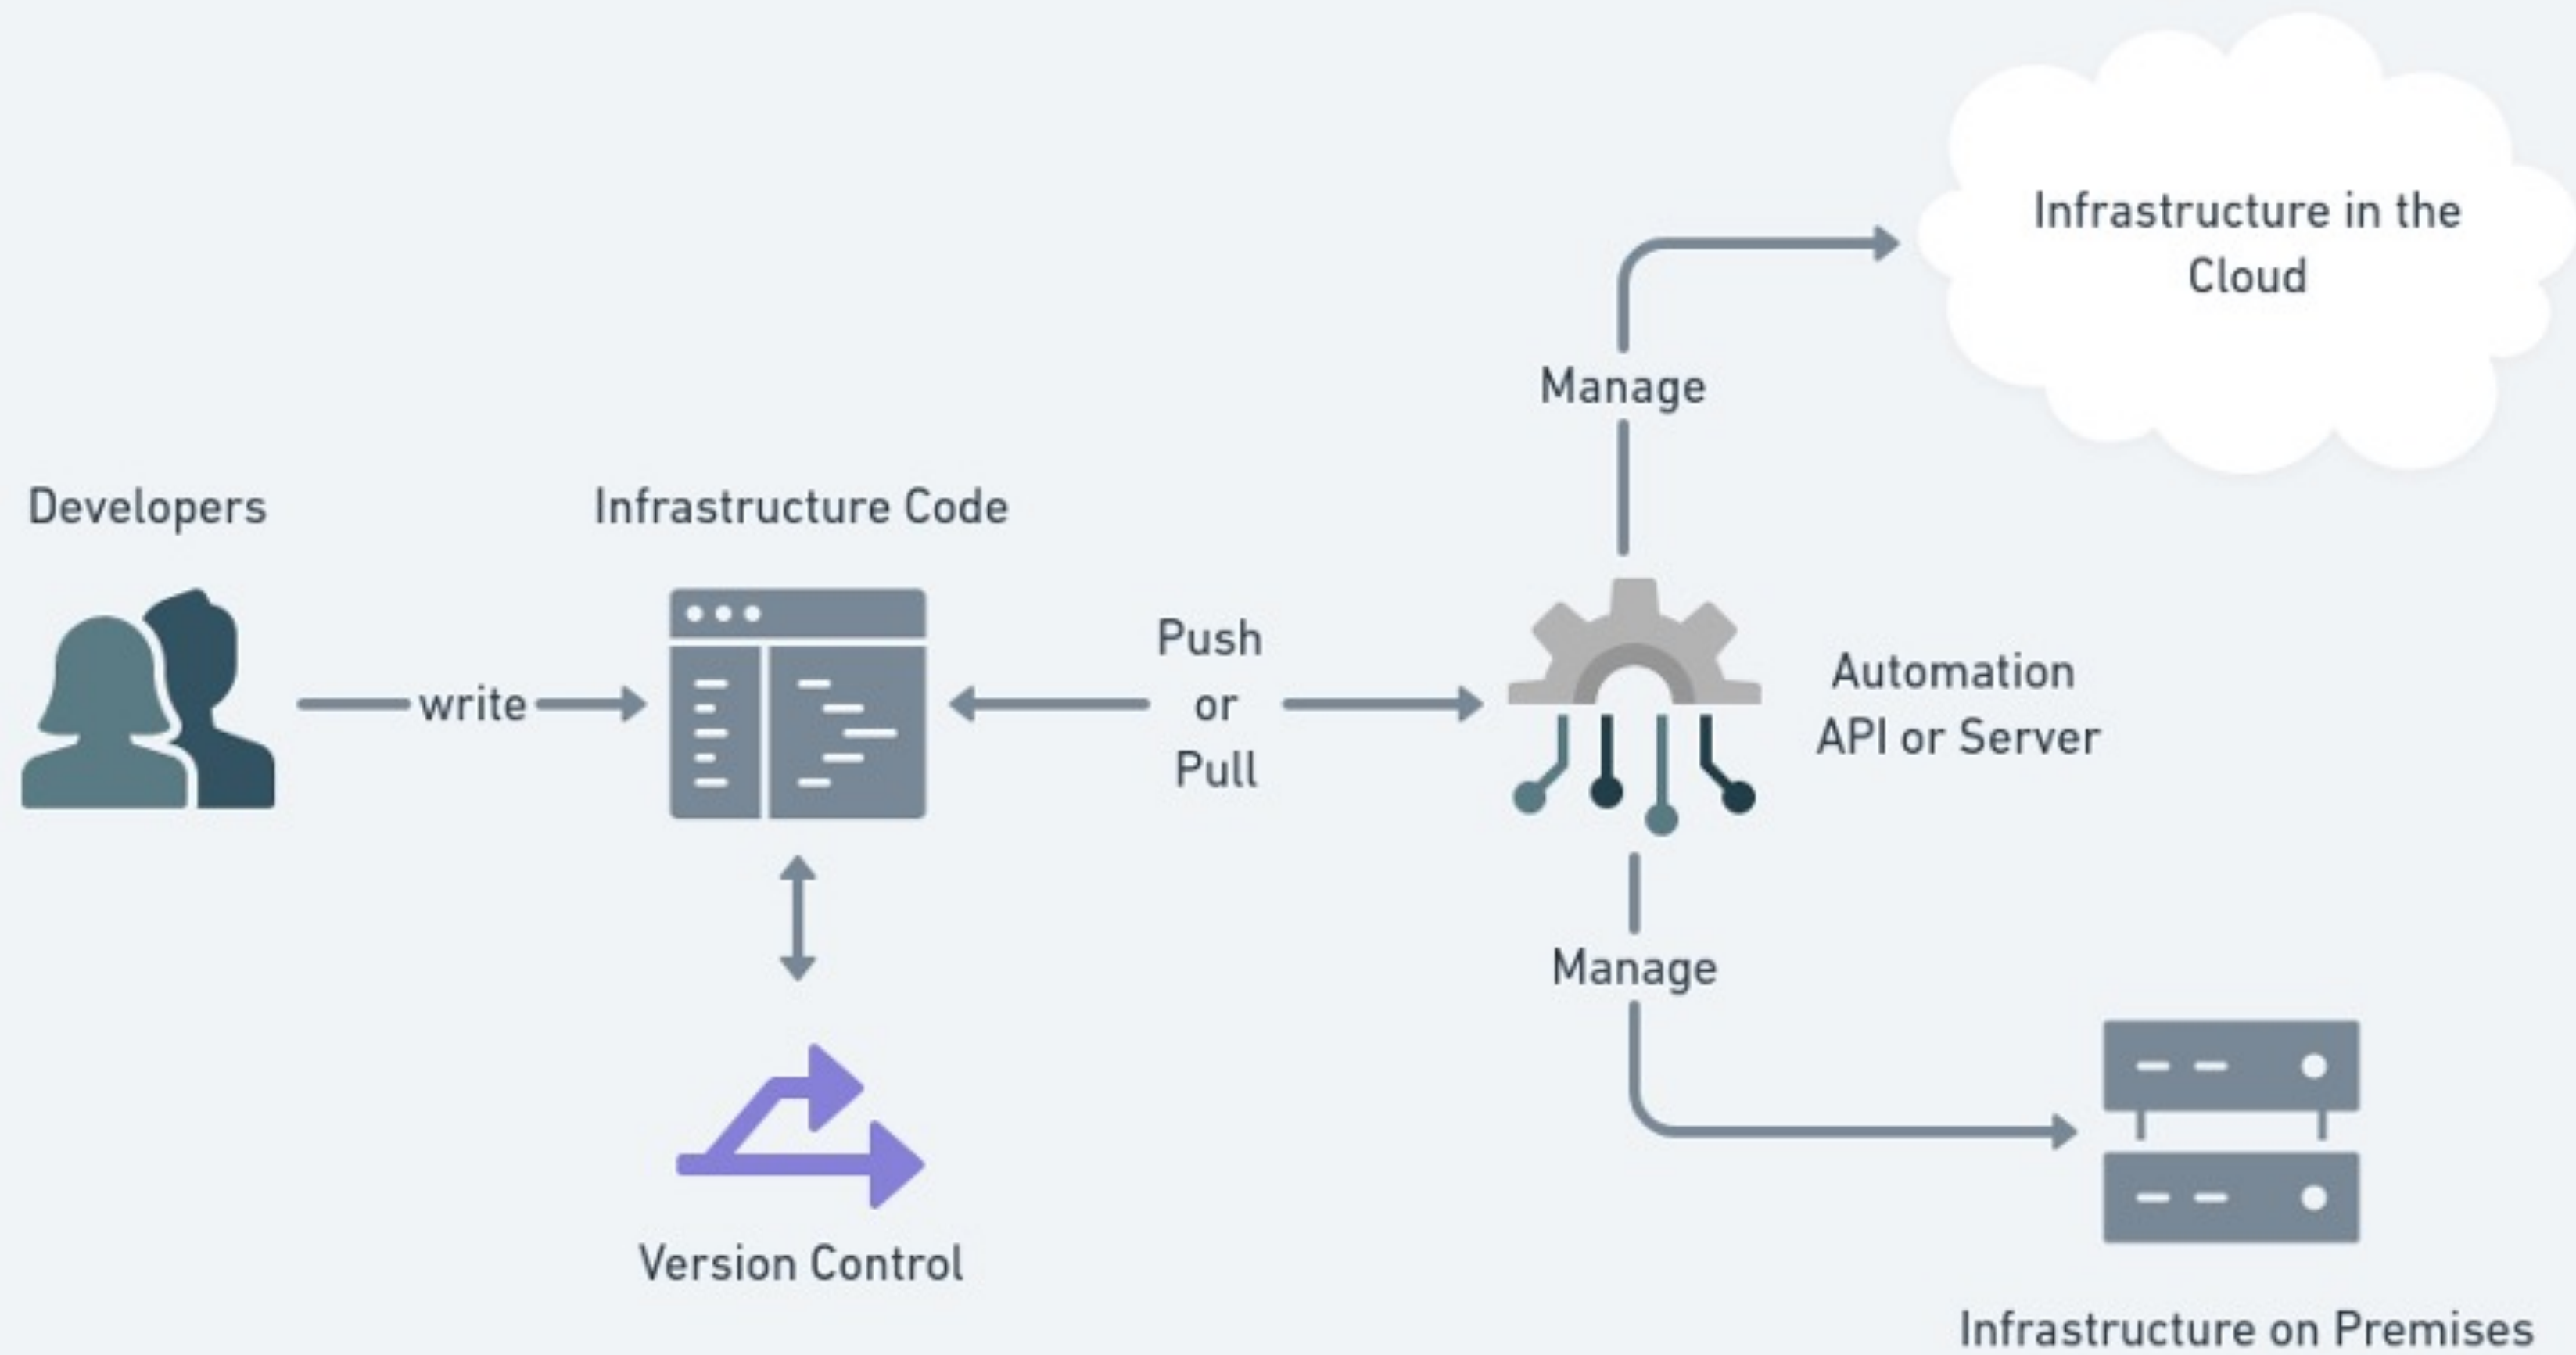 Infrastructure in the
Cloud
Manage
Developers
Infrastructure Code
write
Push
or
Pull
Automation
API or Server
Manage
Version Control
Infrastructure on Premises